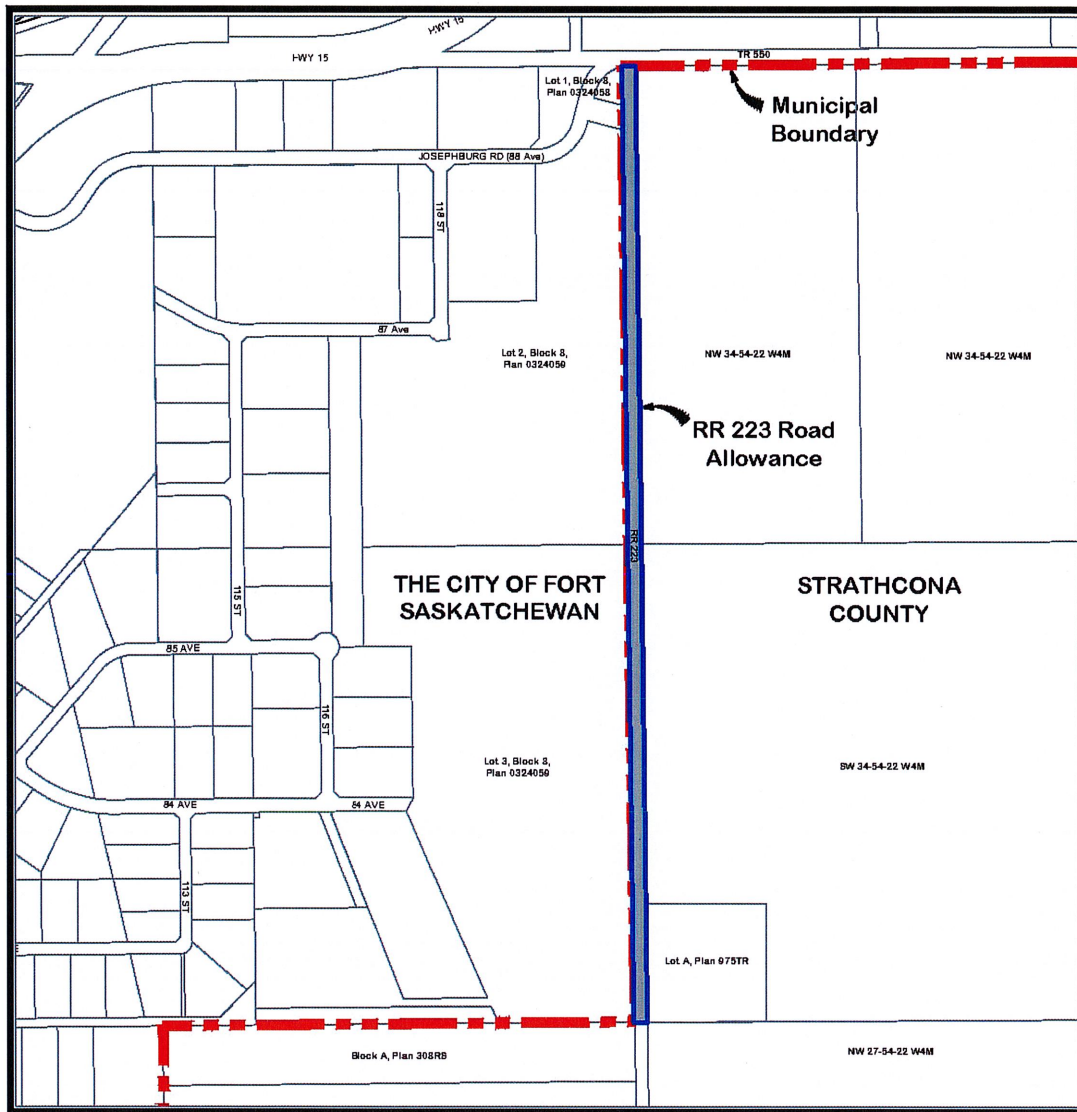 HWY 15
HWY 15
TR 550
Lot 1, Block 8,
Plan 0324058
Municipal
Boundary
JOSEPHBURG RD (88 Ave)
118 ST
87 Ave
Lot 2, Block 8,
Plan 0324059
NW 34-54-22 W4M
NW 34-54-22 W4M
RR 223 Road
Allowance
RR 223
THE CITY OF FORT
SASKATCHEWAN
STRATHCONA
COUNTY
115 ST
85 AVE
116 ST
Lot 3, Block 8,
Plan 0324059
SW 34-54-22 W4M
84 AVE
84 AVE
113 ST
Lot A, Plan 975TR
Block A, Plan 308RS
NW 27-54-22 W4M